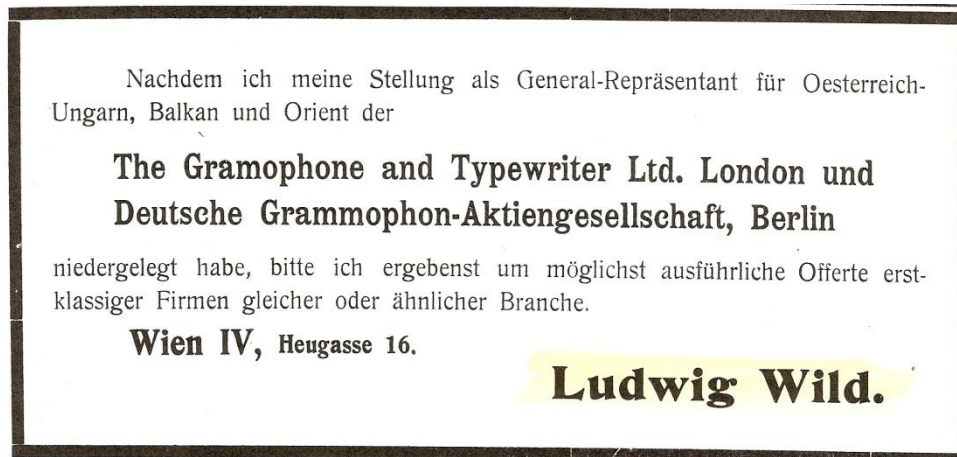 Nachdem ich meine Stellung als General-Repräsentant für Oesterreich-
Ungarn, Balkan und Orient der
The Gramophone and Typewriter Ltd. London und
Deutsche Grammophon-Aktiengesellschaft, Berlin
niedergelegt habe, bitte ich ergebenst um möglichst ausführliche Offerte erst-
klassiger Firmen gleicher oder ähnlicher Branche.
Wien IV, Heugasse 16.
Ludwig Wild.